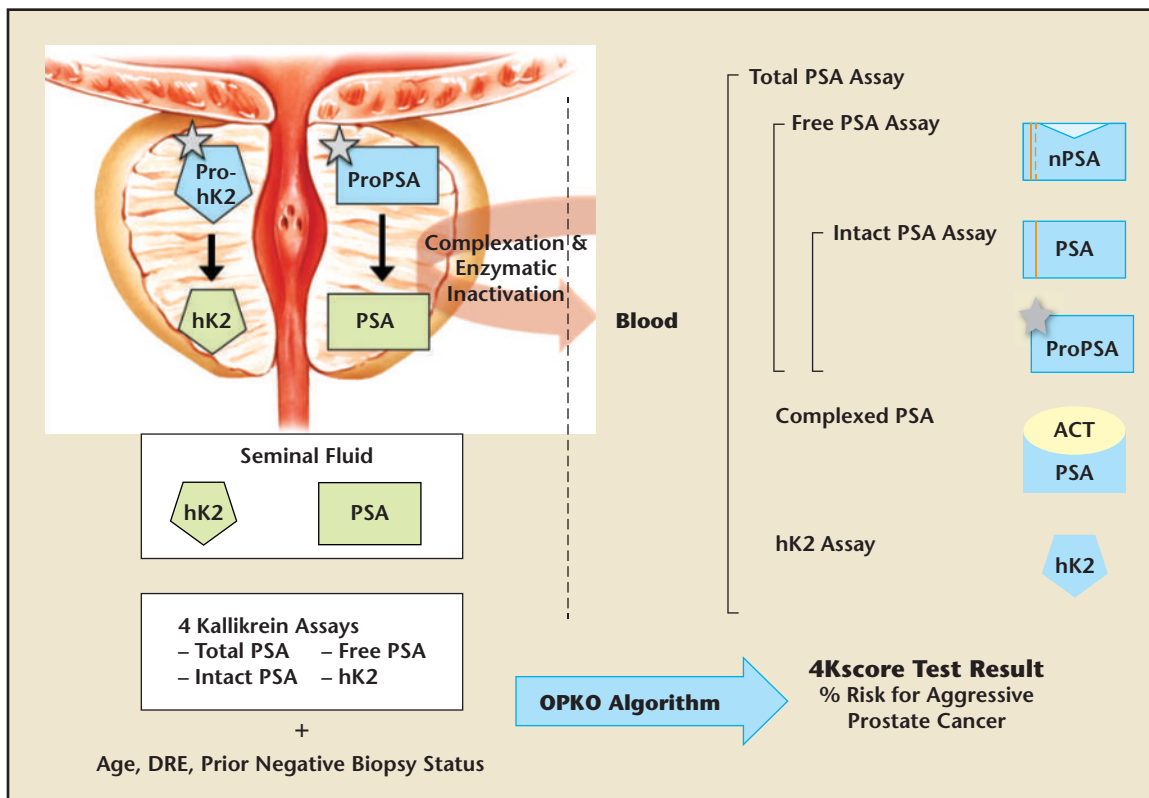 Pro-
hK2
ProPSA
hK2
PSA
Complexation &
Enzymatic
Inactivation
Blood
Seminal Fluid
hK2
PSA
4 Kallikrein Assays
– Total PSA – Free PSA
– Intact PSA – hK2
+
Age, DRE, Prior Negative Biopsy Status
Total PSA Assay
Free PSA Assay
nPSA
Intact PSA Assay
PSA
ProPSA
Complexed PSA
ACT
PSA
hK2 Assay
hK2
OPKO Algorithm
4Kscore Test Result
% Risk for Aggressive
Prostate Cancer